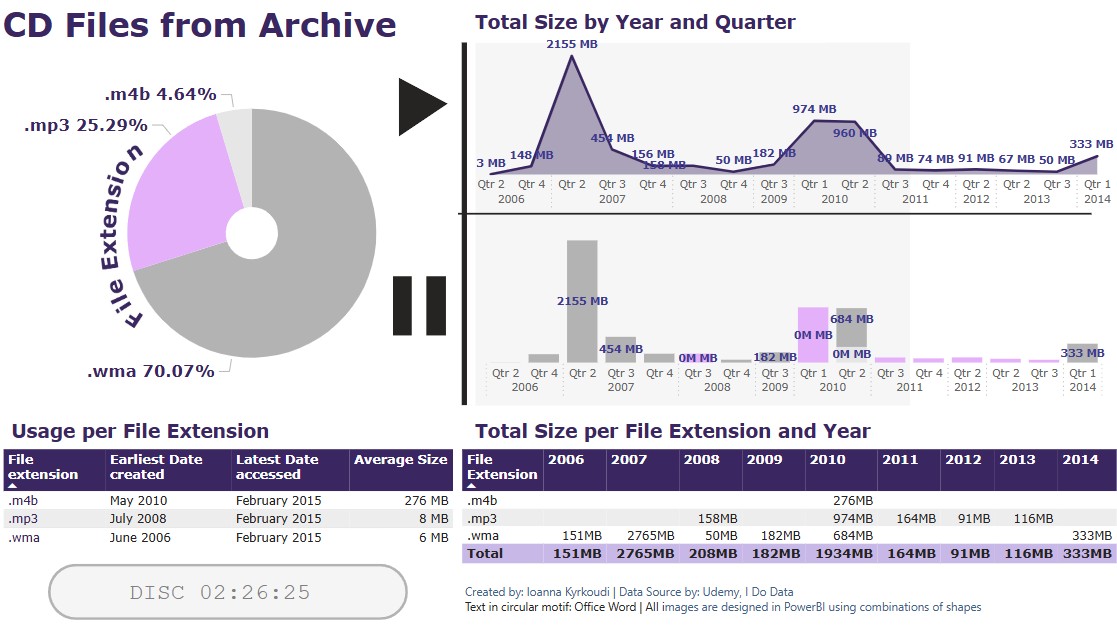 CD Files from Archive
.m4b 4.64%
.mp3 25.29%
.wma 70.07%
File Extension
Total Size by Year and Quarter
2155 MB
974 MB
960 MB
454 MB
333 MB
3 MB 148 MB 156 MB 158 MB 50 MB 182 MB 89 MB 74 MB 91 MB 67 MB 50 MB
Qtr 2 Qtr 4 Qtr 2 Qtr 3 Qtr 4 Qtr 3 Qtr 4 Qtr 3 Qtr 1 Qtr 2 Qtr 3 Qtr 4 Qtr 2 Qtr 2 Qtr 3 Qtr 1
2006 2007 2008 2009 2010 2011 2012 2013 2014
2155 MB
684 MB
0M MB
454 MB 0M MB 182 MB 0M MB 333 MB
Qtr 2 Qtr 4 Qtr 2 Qtr 3 Qtr 4 Qtr 3 Qtr 4 Qtr 3 Qtr 1 Qtr 2 Qtr 3 Qtr 4 Qtr 2 Qtr 2 Qtr 3 Qtr 1
2006 2007 2008 2009 2010 2011 2012 2013 2014
Usage per File Extension
File extension Earliest Date created Latest Date accessed Average Size
.m4b May 2010 February 2015 276 MB
.mp3 July 2008 February 2015 8 MB
.wma June 2006 February 2015 6 MB
DISC 02:26:25
Total Size per File Extension and Year
File Extension 2006 2007 2008 2009 2010 2011 2012 2013 2014
.m4b 276MB
.mp3 158MB 974MB 164MB 91MB 116MB
.wma 151MB 2765MB 50MB 182MB 684MB 333MB
Total 151MB 2765MB 208MB 182MB 1934MB 164MB 91MB 116MB 333MB
Created by: Ioanna Kyrkoudi | Data Source by: Udemy, I Do Data
Text in circular motif: Office Word | All images are designed in PowerBI using combinations of shapes